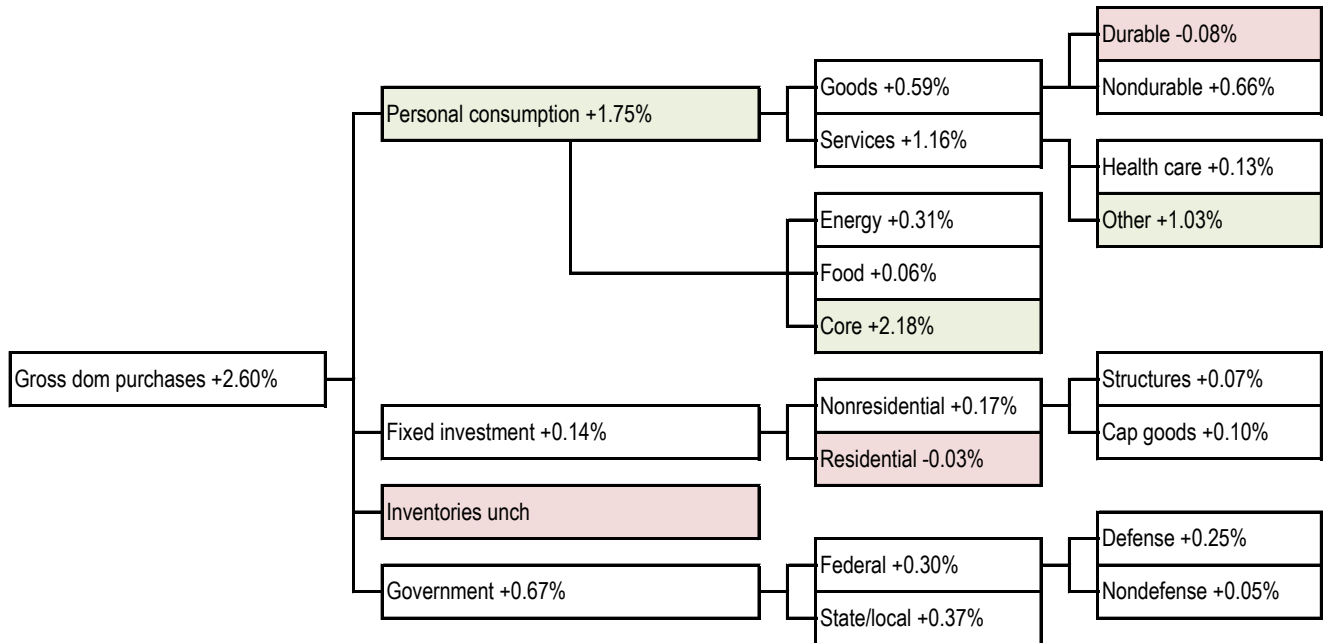 Durable -0.08%
Goods +0.59%
Nondurable +0.66%
Personal consumption +1.75%
Services +1.16%
Health care +0.13%
Energy +0.31%
Other +1.03%
Food +0.06%
Core +2.18%
Gross dom purchases +2.60%
Structures +0.07%
Nonresidential +0.17%
Fixed investment +0.14%
Cap goods +0.10%
Residential -0.03%
Inventories unch
Defense +0.25%
Federal +0.30%
Government +0.67%
Nondefense +0.05%
State/local +0.37%